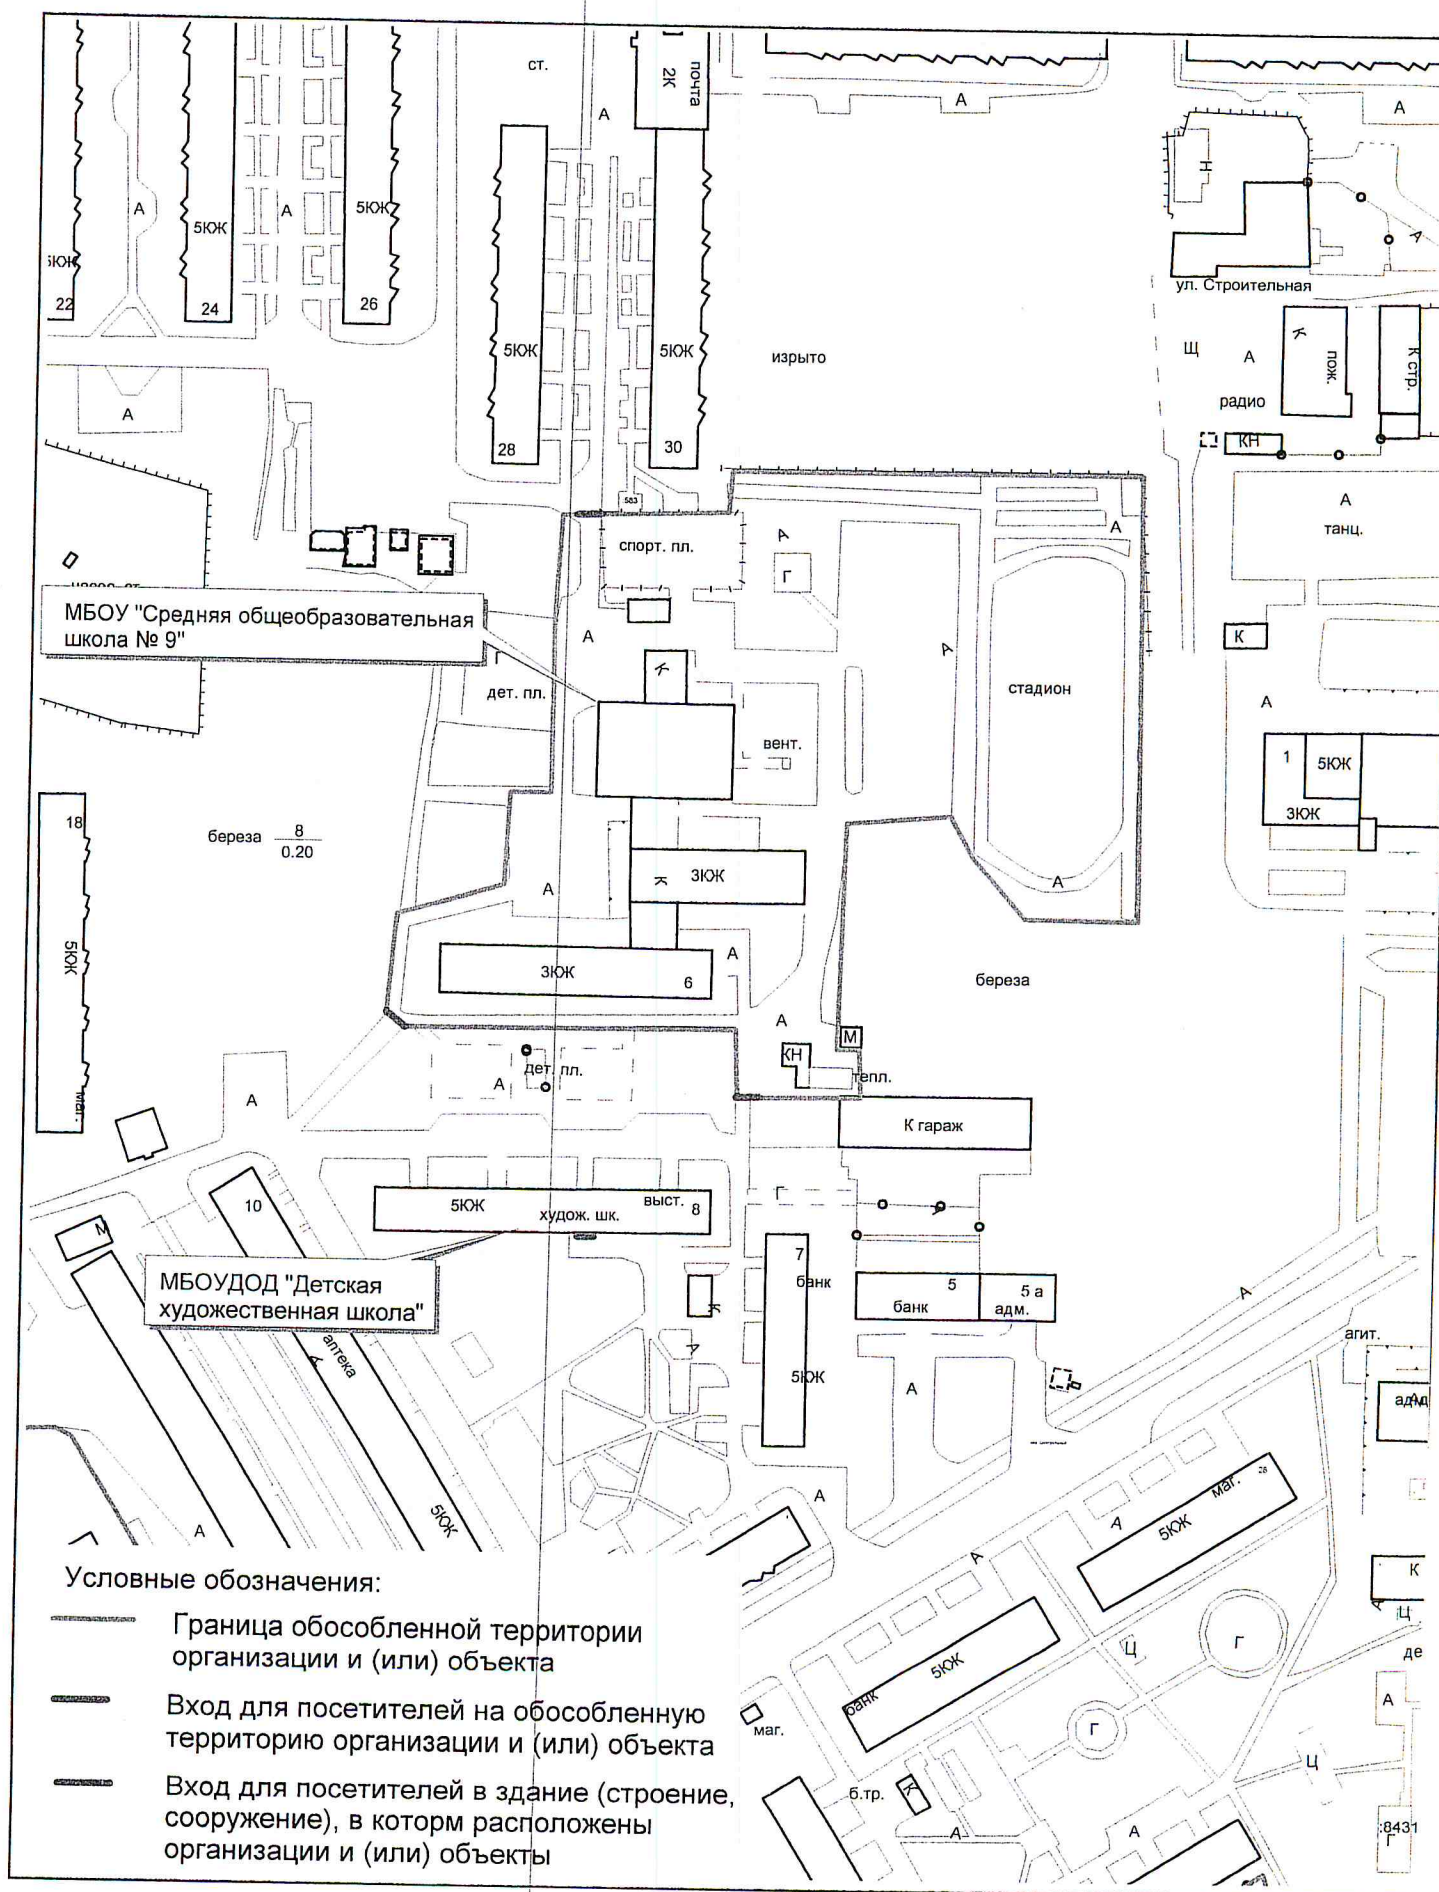 ст.
2К
почта
А
А
А
Н
А
5КЖ
А
5КЖ
А
5КЖ
22
24
26
ул. Строительная
5КЖ
28
5КЖ
30
изрыто
Щ
А
К
пож.
К стр.
радио
КН
А
583
спорт. пл.
А
Г
А
А
танц.
МБОУ "Средняя общеобразовательная
школа № 9"
А
К
Г
дет. пл.
К
А
стадион
А
вент.
1
5КЖ
3КЖ
18
5КЖ
маг.
береза
8
0.20
А
К
3КЖ
А
3КЖ
6
А
береза
А
М
КН
тепл.
дет. пл.
А
А
К гараж
10
5КЖ
худож. шк.
выст.
8
Г
А
М
МБОУДОД "Детская
художественная школа"
аптека
А
К
А
7
банк
5КЖ
банк
5
5 а
адм.
А
А
агит.
адм
А
5КЖ
А
маг.
28
5КЖ
А
А
К
А
Ц
де
банк
5КЖ
Ц
Г
Г
маг.
А
Ц
б.тр.
К
А
А
:8431
Г
Условные обозначения:
Граница обособленной территории
организации и (или) объекта
Вход для посетителей на обособленную
территорию организации и (или) объекта
Вход для посетителей в здание (строение,
сооружение), в которм расположены
организации и (или) объекты